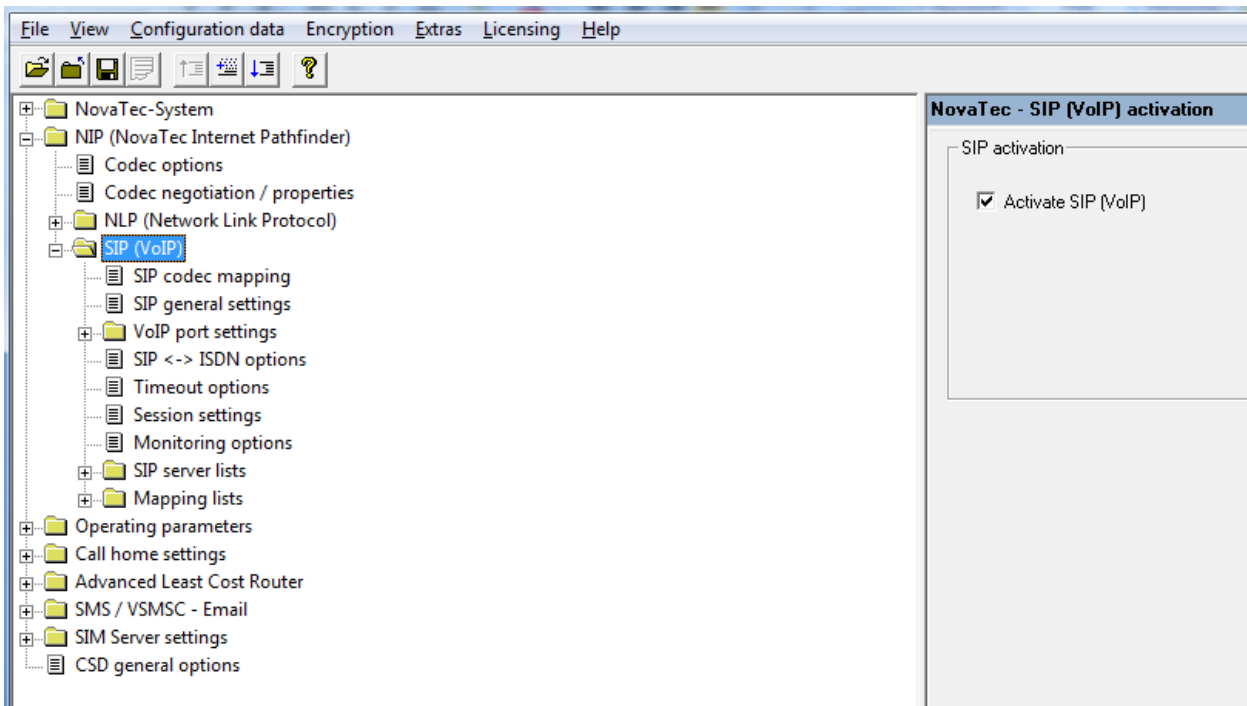 File View Configuration data Encryption Extras Licensing Help
NovaTec-System
NIP (NovaTec Internet Pathfinder)
Codec options
Codec negotiation / properties
NLP (Network Link Protocol)
SIP (VoIP)
SIP codec mapping
SIP general settings
VoIP port settings
SIP <-> ISDN options
Timeout options
Session settings
Monitoring options
SIP server lists
Mapping lists
Operating parameters
Call home settings
Advanced Least Cost Router
SMS / VSMSC - Email
SIM Server settings
CSD general options
NovaTec - SIP (VoIP) activation
SIP activation
Activate SIP (VoIP)